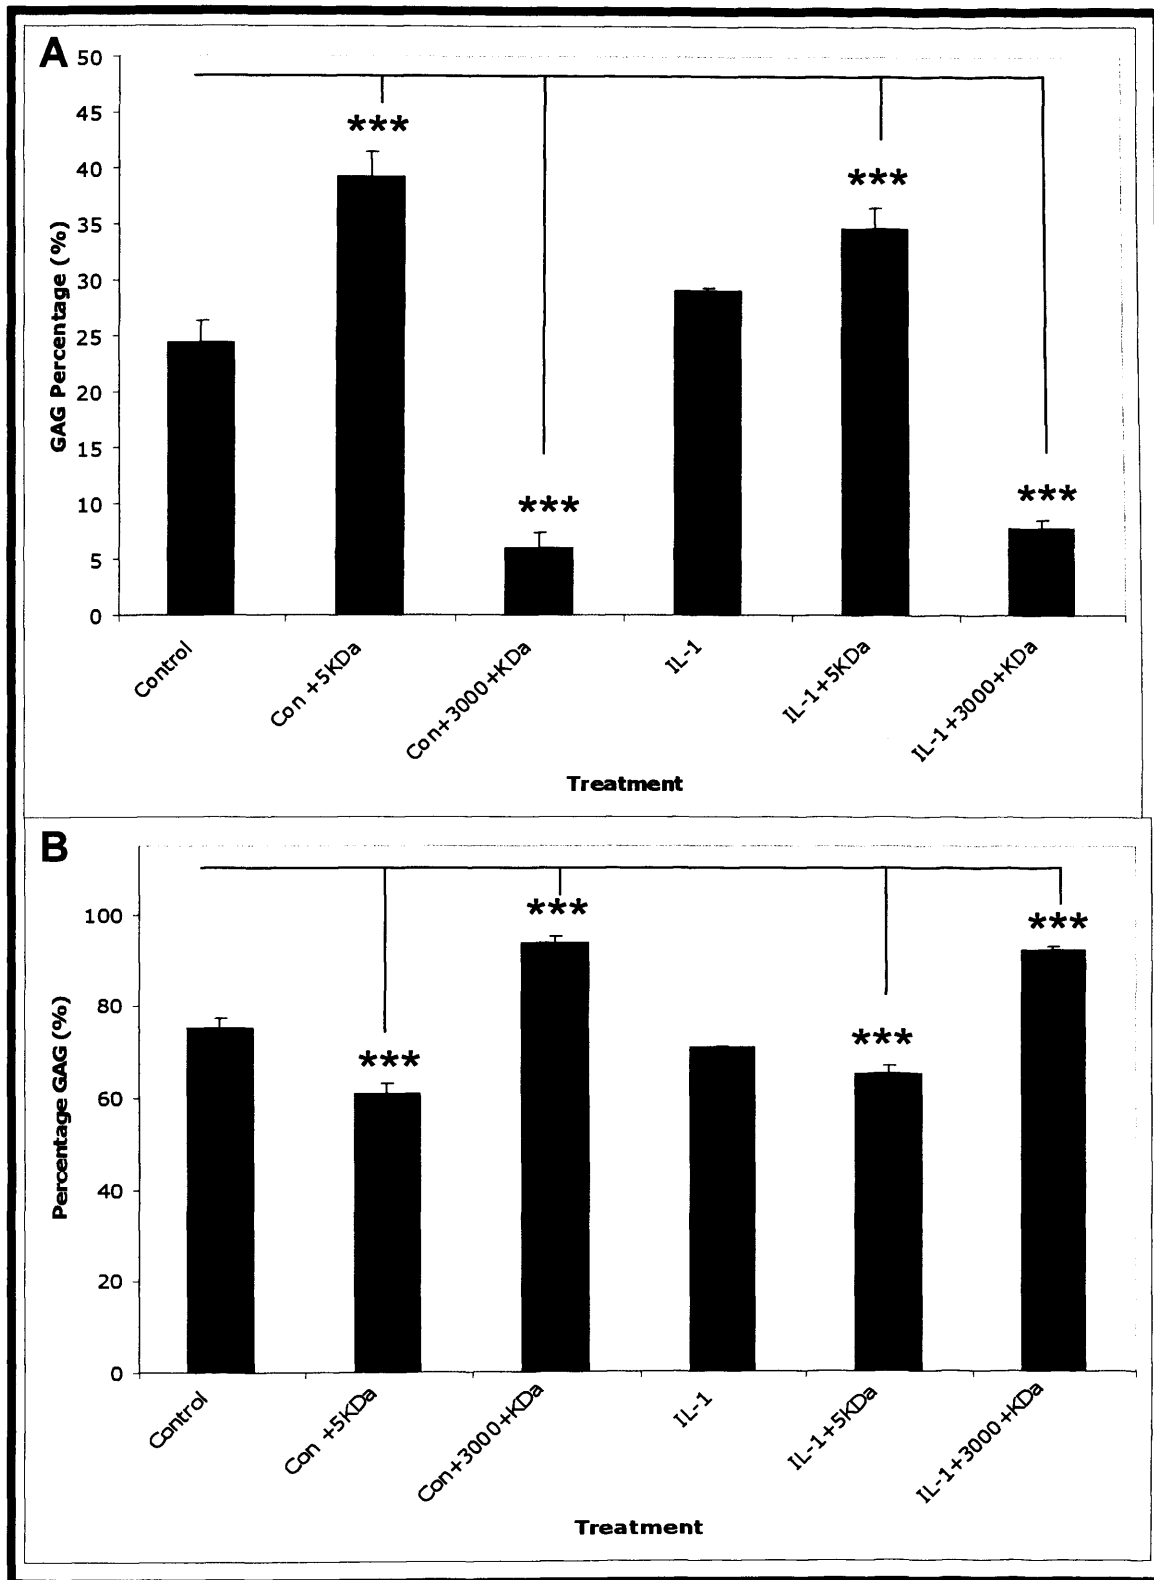 A
50
45
40
35
30
25
20
15
10
5
0
GAG Percentage (%)
***
***
***
***
Control
Con +5KDa
Con+3000+KDa
IL-1
IL-1+5KDa
IL-1+3000+KDa
Treatment
B
100
80
60
40
20
0
Percentage GAG (%)
***
***
***
***
Control
Con +5KDa
Con+3000+KDa
IL-1
IL-1+5KDa
IL-1+3000+KDa
Treatment